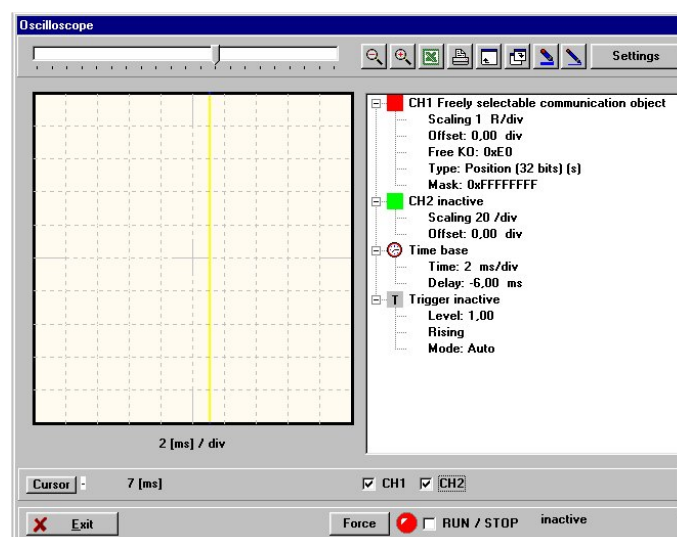 Oscilloscope
Settings
CH1 Freely selectable communication object
Scaling 1 R/div
Offset: 0,00 div
Free KO: 0xE0
Type: Position (32 bits) (s)
Mask: 0xFFFFFFFF
CH2 inactive
Scaling 20 /div
Offset: 0,00 div
Time base
Time: 2 ms/div
Delay: -6,00 ms
T Trigger inactive
Level: 1,00
Rising
Mode: Auto
2 [ms] / div
Cursor - 7 [ms] CH1 CH2
Exit Force RUN / STOP inactive